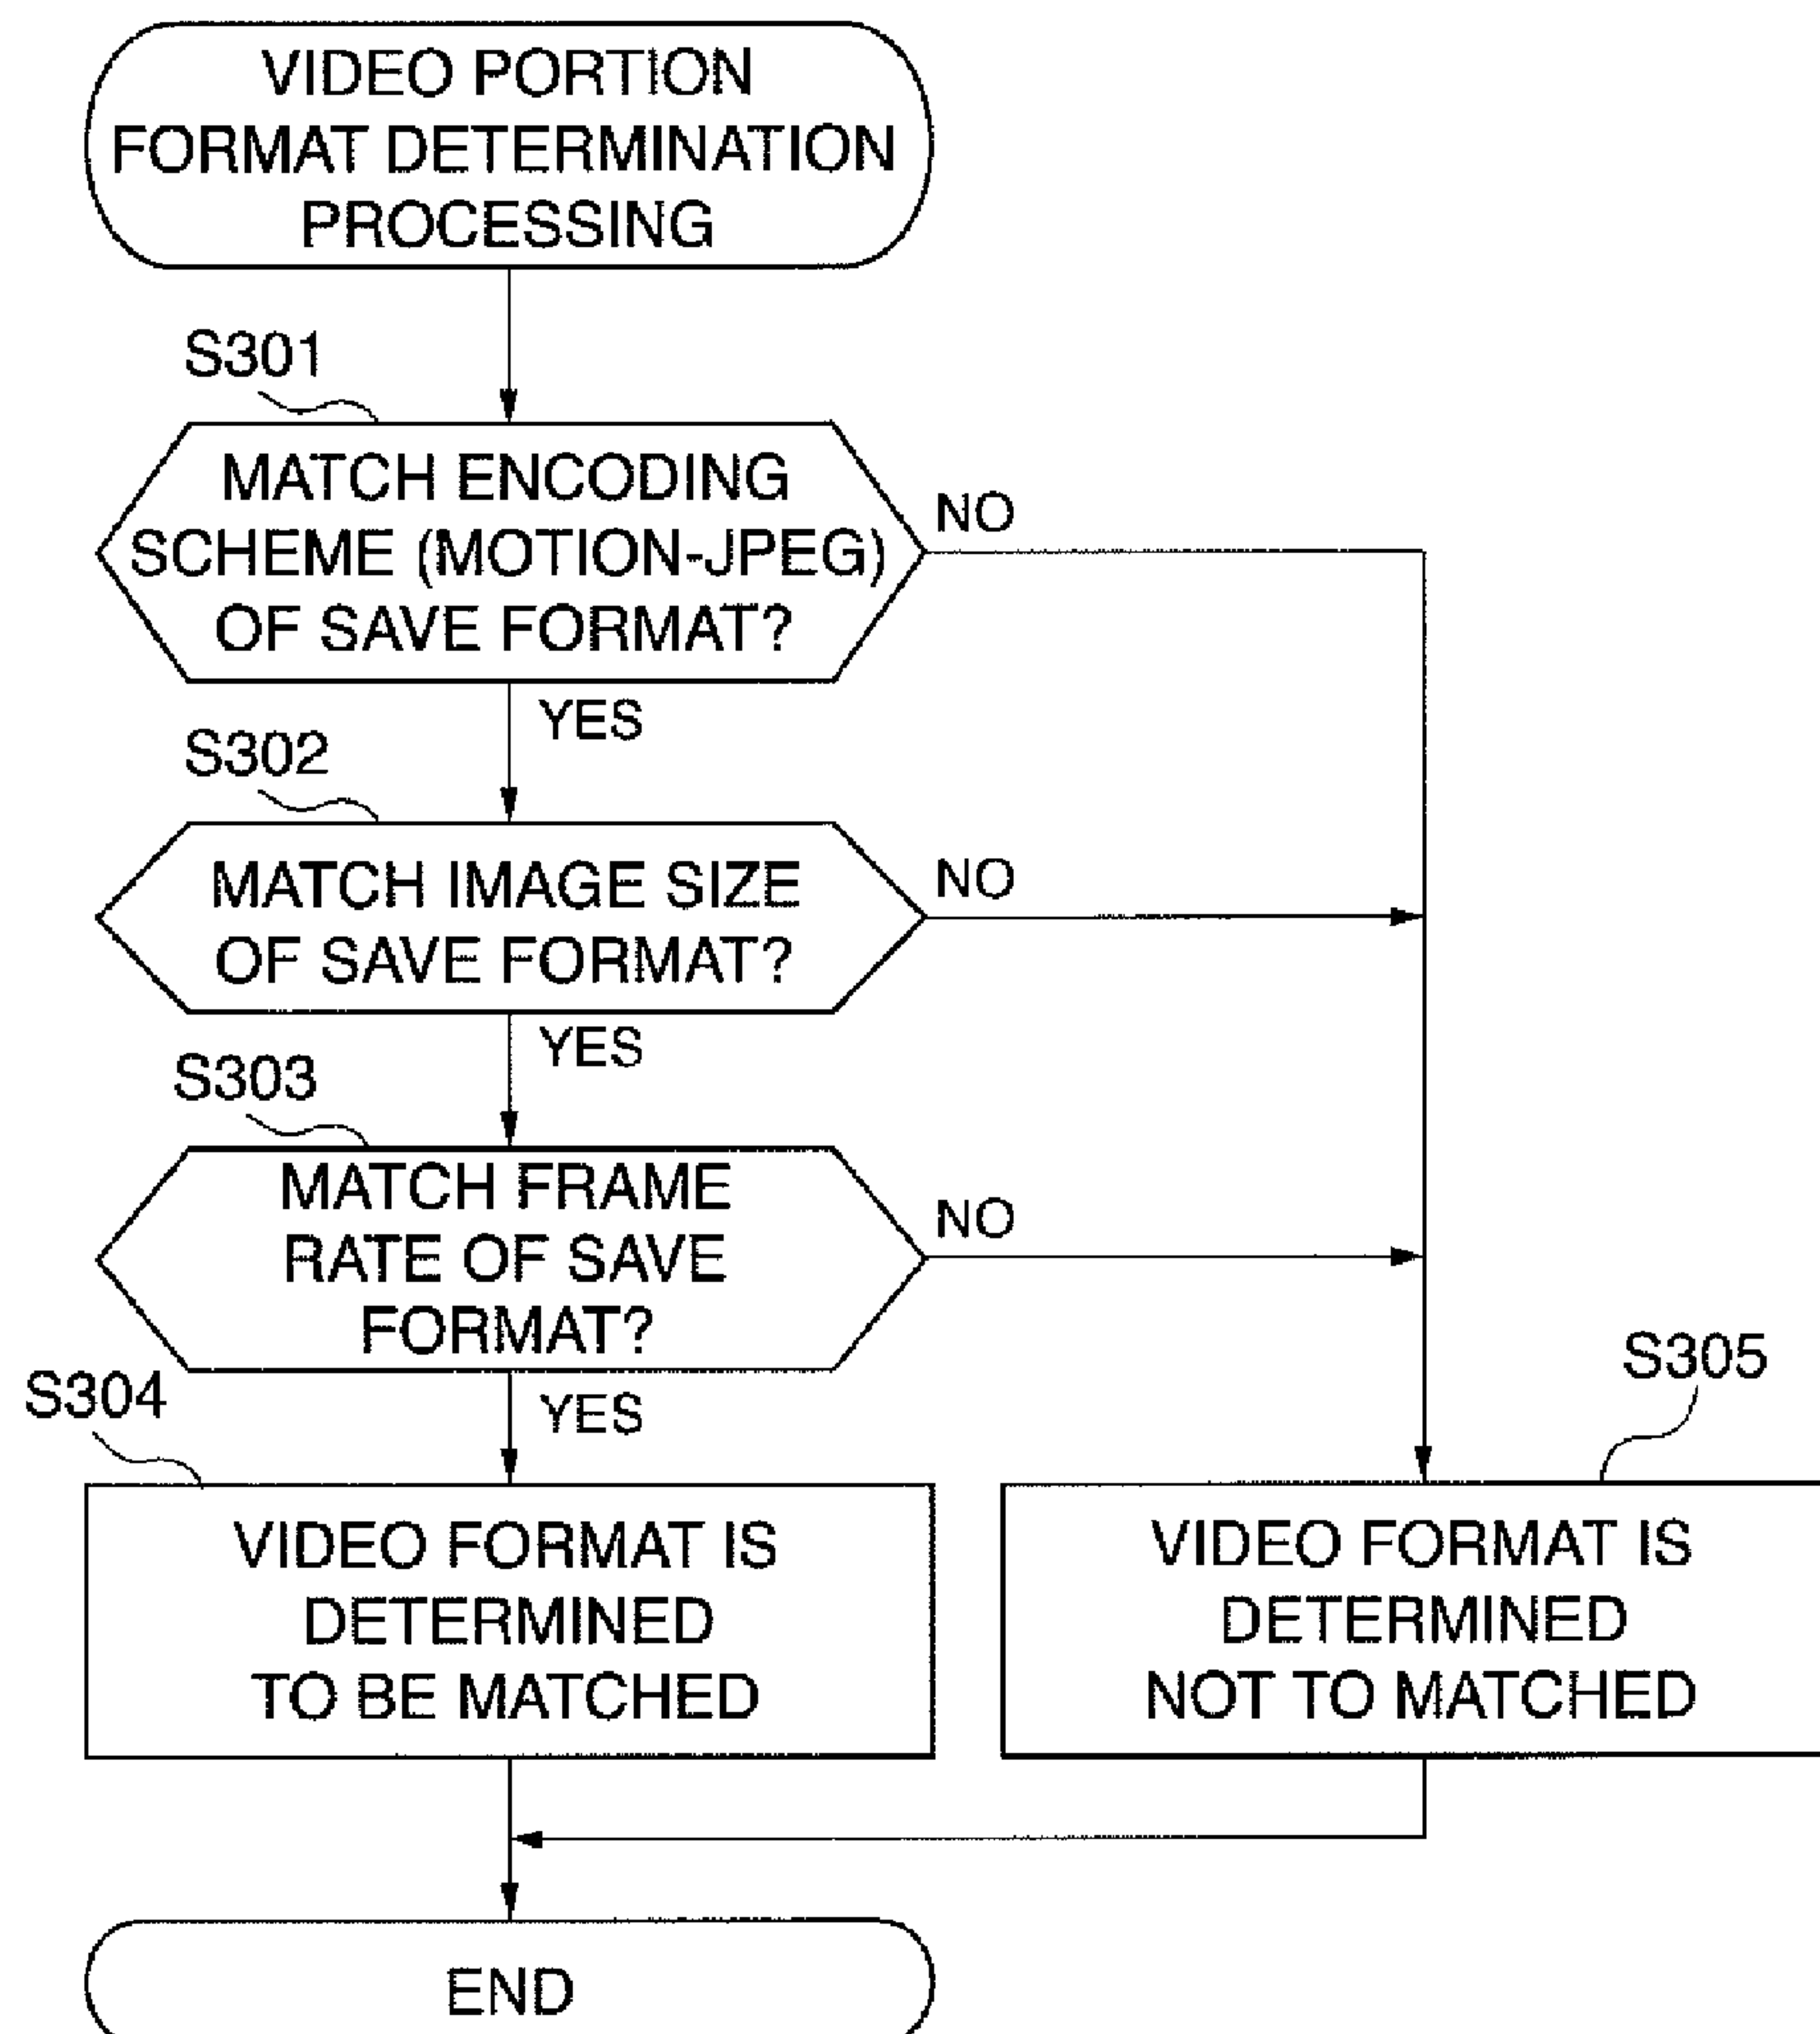 VIDEO PORTION
FORMAT DETERMINATION
PROCESSING
S301
MATCH ENCODING
SCHEME (MOTION-JPEG)
OF SAVE FORMAT?
NO
YES
S302
MATCH IMAGE SIZE
OF SAVE FORMAT?
NO
YES
S303
MATCH FRAME
RATE OF SAVE
FORMAT?
NO
YES
S304
VIDEO FORMAT IS
DETERMINED
TO BE MATCHED
S305
VIDEO FORMAT IS
DETERMINED
NOT TO MATCHED
END